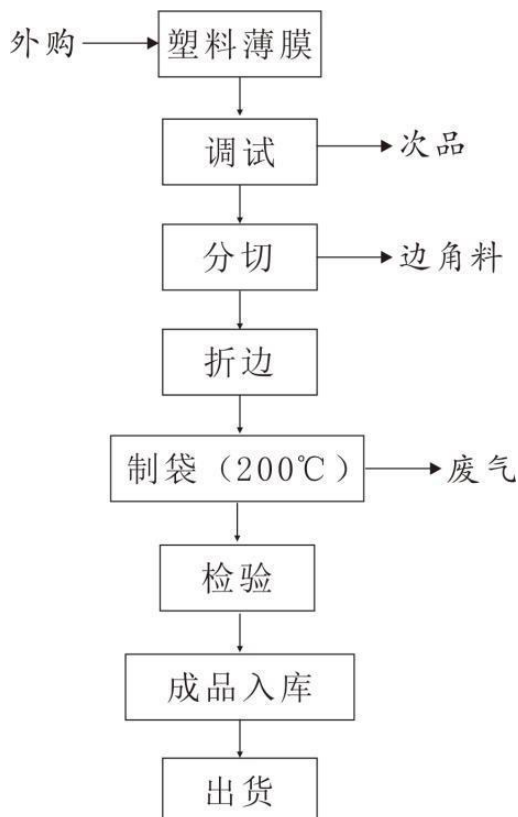 外购
塑料薄膜
调试
次品
分切
边角料
折边
制袋（200℃）
废气
检验
成品入库
出货